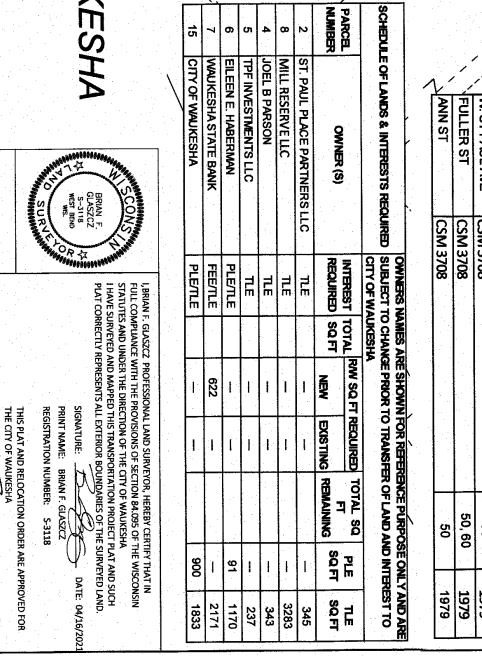 FULLER ST CSM 3708 50, 60 1979
ANN ST CSM 3708 50 1979
SCHEDULE OF LANDS & INTERESTS REQUIRED
OWNERS NAMES ARE SHOWN FOR REFERENCE PURPOSE ONLY AND ARE
SUBJECT TO CHANGE PRIOR TO TRANSFER OF LAND AND INTEREST TO
CITY OF WAUKESHA
PARCEL NUMBER OWNER (S) INTEREST REQUIRED TOTAL SQ FT R/W SQ FT REQUIRED NEW EXISTING TOTAL SQ FT REMAINING PLE SQ FT TLE SQ FT
2 ST. PAUL PLACE PARTNERS LLC TLE --- --- --- --- --- 345
8 MILL RESERVE LLC TLE --- --- --- --- --- 3283
4 JOEL B PARSON TLE --- --- --- --- --- 343
5 TPF INVESTMENTS LLC TLE --- --- --- --- --- 237
6 EILEEN E. HABERMAN PLE/TLE --- --- --- --- 91 1170
7 WAUKESHA STATE BANK FEE/TLE --- 622 --- --- --- 2171
15 CITY OF WAUKESHA PLE/TLE --- --- --- --- 900 1833
KESHA
WISCONSIN
BRIAN F.
GLASZCZ
S-3118
WEST BEND
WIS.
LAND SURVEYOR
I, BRIAN F. GLASZCZ PROFESSIONAL LAND SURVEYOR, HEREBY CERTIFY THAT IN
FULL COMPLIANCE WITH THE PROVISIONS OF SECTION 84.095 OF THE WISCONSIN
STATUTES AND UNDER THE DIRECTION OF THE CITY OF WAUKESHA
I HAVE SURVEYED AND MAPPED THIS TRANSPORTATION PROJECT PLAT AND SUCH
PLAT CORRECTLY REPRESENTS ALL EXTERIOR BOUNDARIES OF THE SURVEYED LAND.
SIGNATURE: DATE: 04/16/2021
PRINT NAME: BRIAN F. GLASZCZ
REGISTRATION NUMBER: S-3118
THIS PLAT AND RELOCATION ORDER ARE APPROVED FOR
THE CITY OF WAUKESHA